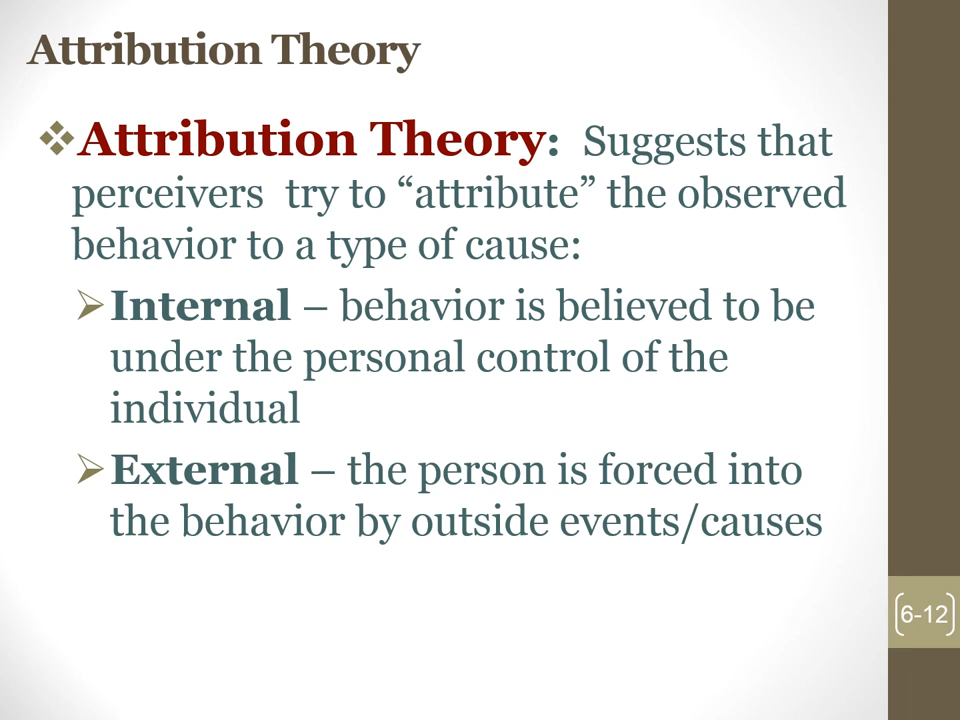 Attribution Theory
Attribution Theory: Suggests that
perceivers try to “attribute” the observed
behavior to a type of cause:
Internal – behavior is believed to be
under the personal control of the
individual
External – the person is forced into
the behavior by outside events/causes
6-12